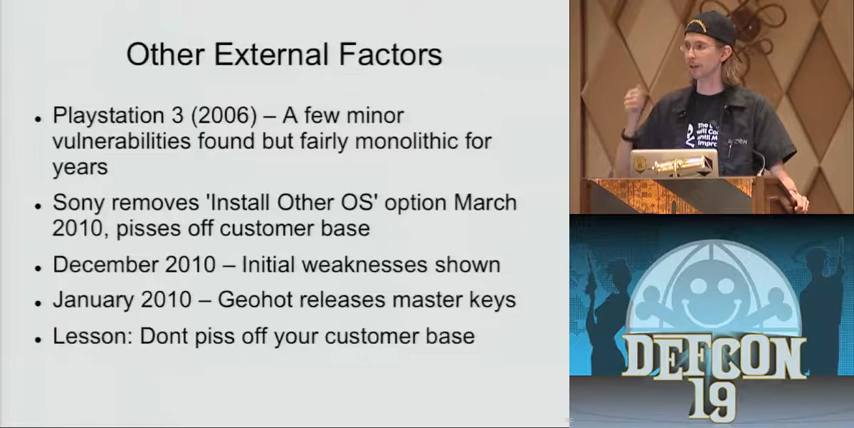 Other External Factors
• Playstation 3 (2006) – A few minor
vulnerabilities found but fairly monolithic for
years
• Sony removes 'Install Other OS' option March
2010, pisses off customer base
• December 2010 – Initial weaknesses shown
• January 2010 – Geohot releases master keys
• Lesson: Dont piss off your customer base
DEFCON
19